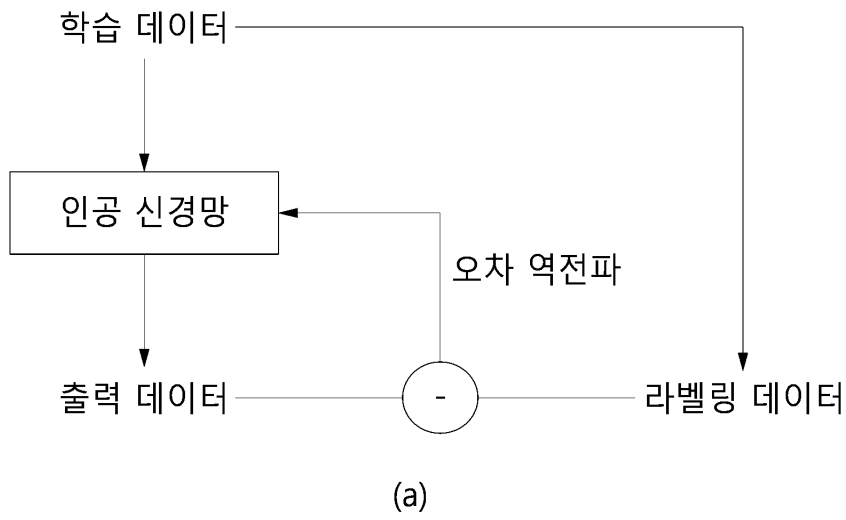 학습 데이터
인공 신경망
오차 역전파
출력 데이터
-
라벨링 데이터
(a)